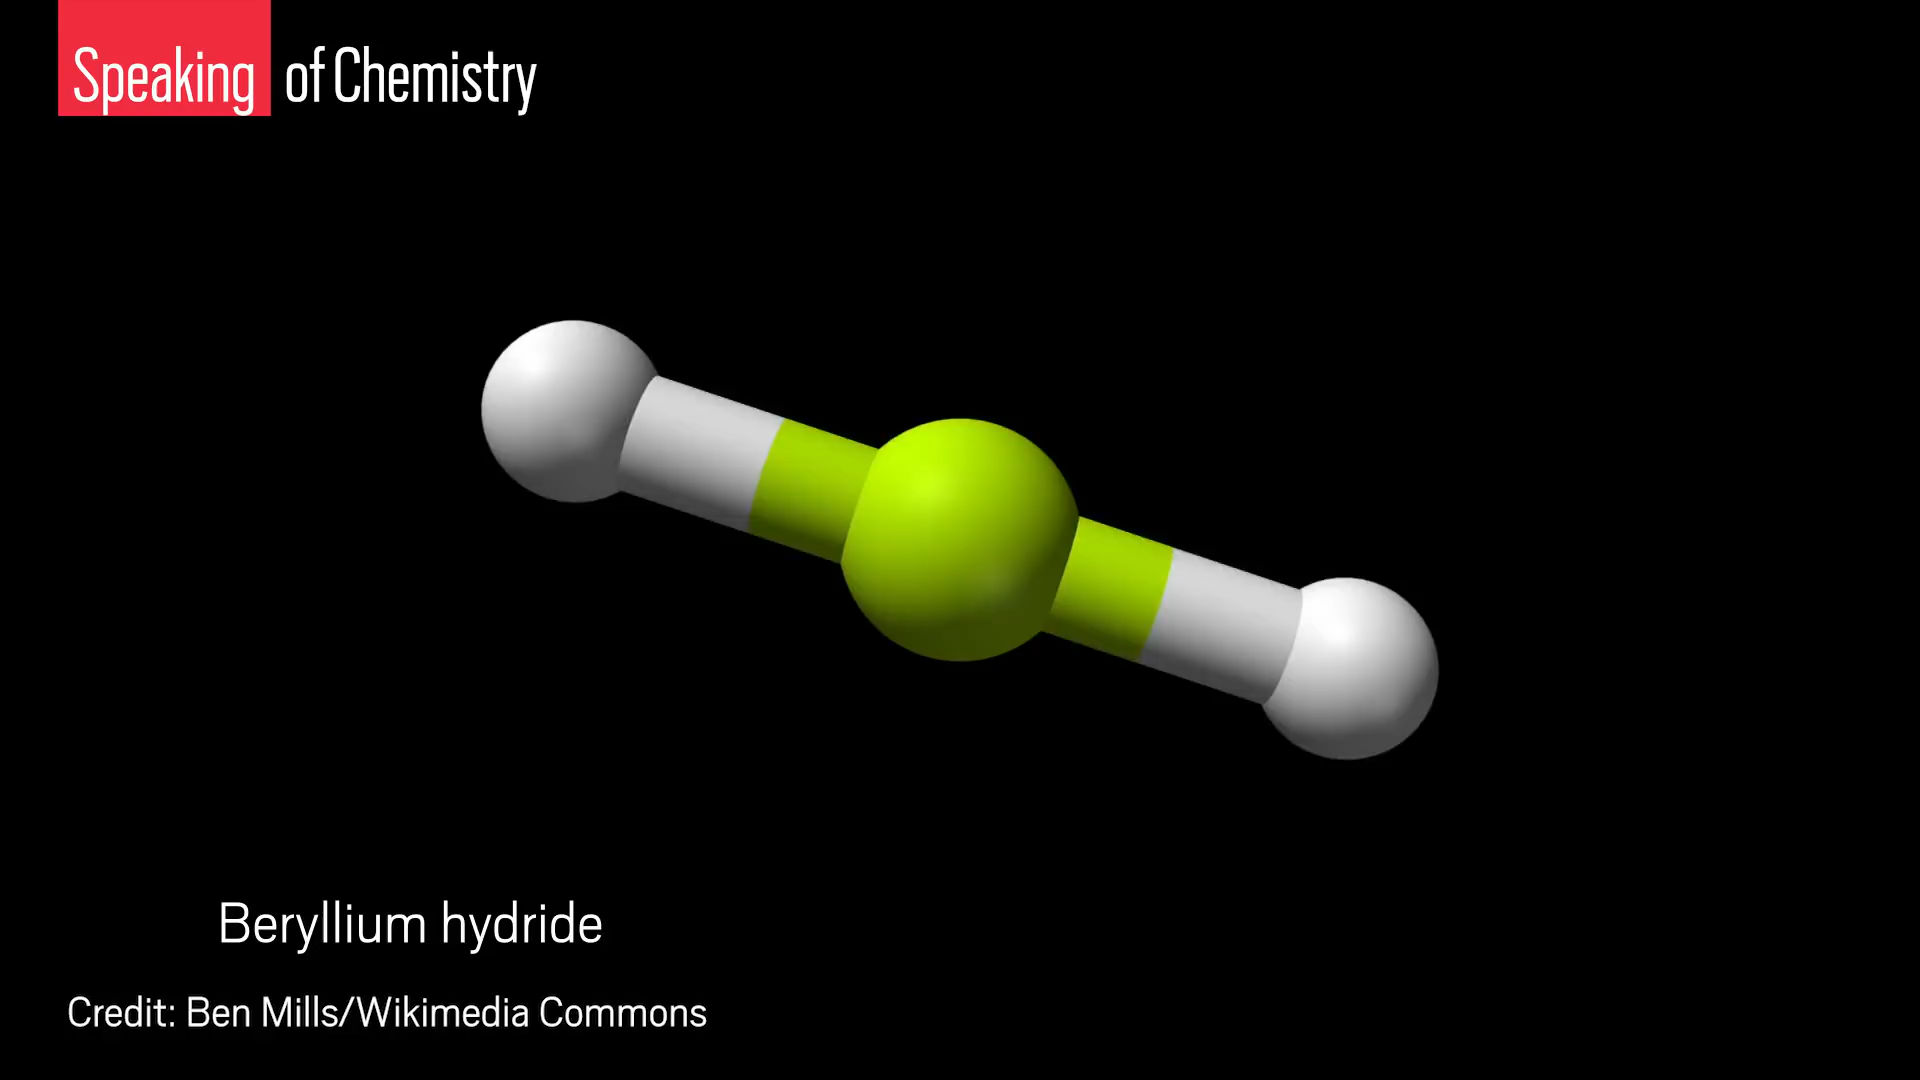 Speaking of Chemistry
Beryllium hydride
Credit: Ben Mills/Wikimedia Commons